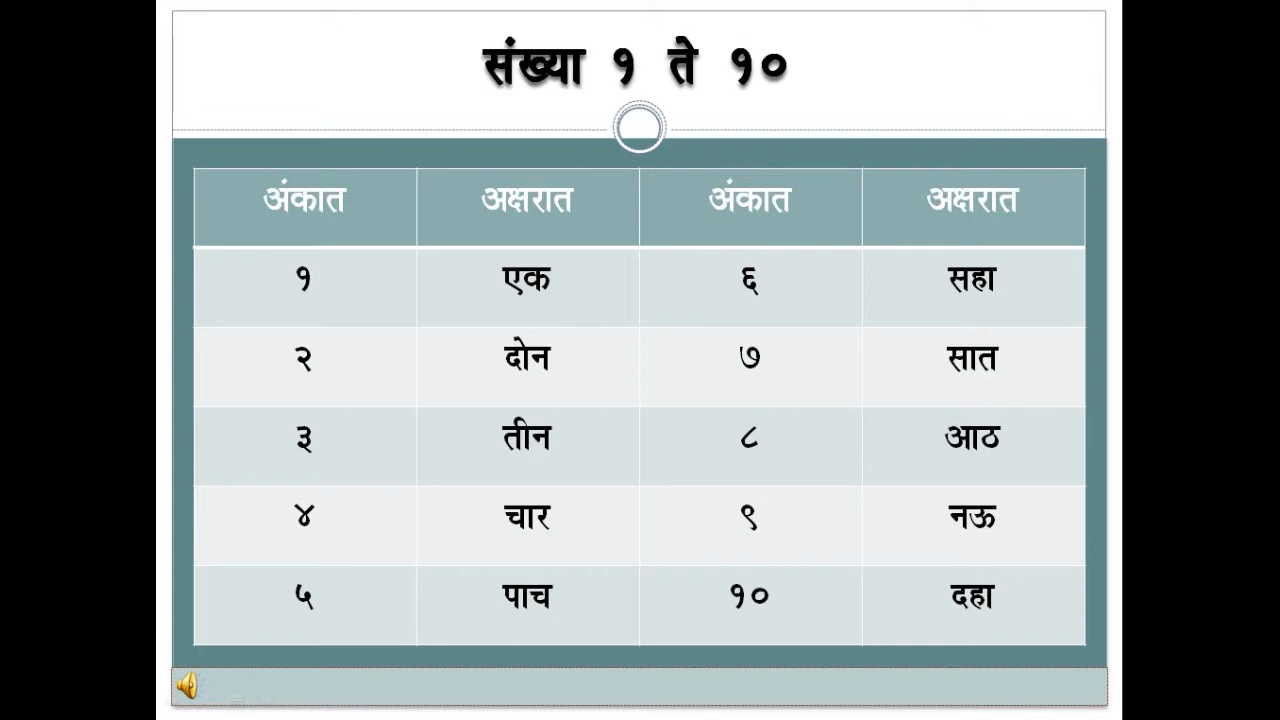 संख्या १ ते १०
अंकात अक्षरात अंकात अक्षरात
१ एक ६ सहा
२ दोन ७ सात
३ तीन ८ आठ
४ चार ९ नऊ
५ पाच १० दहा